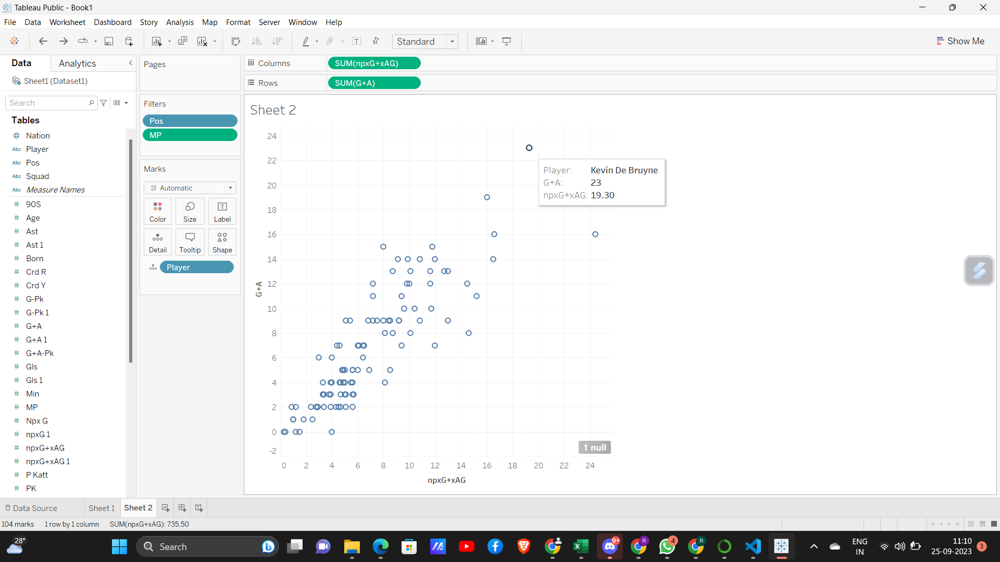 Tableau Public - Book1
File Data Worksheet Dashboard Story Analysis Map Format Server Window Help
Standard
Show Me
Data Analytics
Sheet1 (Dataset1)
Search
Tables
Nation
Abc Player
Abc Pos
Abc Squad
Abc Measure Names
# 90S
# Age
# Ast
# Ast 1
# Born
# Crd R
# Crd Y
# G-Pk
# G-Pk 1
# G+A
# G+A 1
# G+A-Pk
# Gls
# Gls 1
# Min
# MP
# Npx G
# npxG 1
# npxG+xAG
# npxG+xAG 1
# P Katt
# PK
Pages
Filters
Pos
MP
Marks
Automatic
Color Size Label
Detail Tooltip Shape
Player
Columns SUM(npxG+xAG)
Rows SUM(G+A)
Sheet 2
24
22
20
18
16
14
12
10
8
6
4
2
0
-2
G+A
Player: Kevin De Bruyne
G+A: 23
npxG+xAG: 19.30
1 null
0 2 4 6 8 10 12 14 16 18 20 22 24
npxG+xAG
Data Source Sheet 1 Sheet 2
104 marks 1 row by 1 column SUM(npxG+xAG): 735.50
28°
Search
9+
R
4
R
ENG
IN
11:10
25-09-2023
3